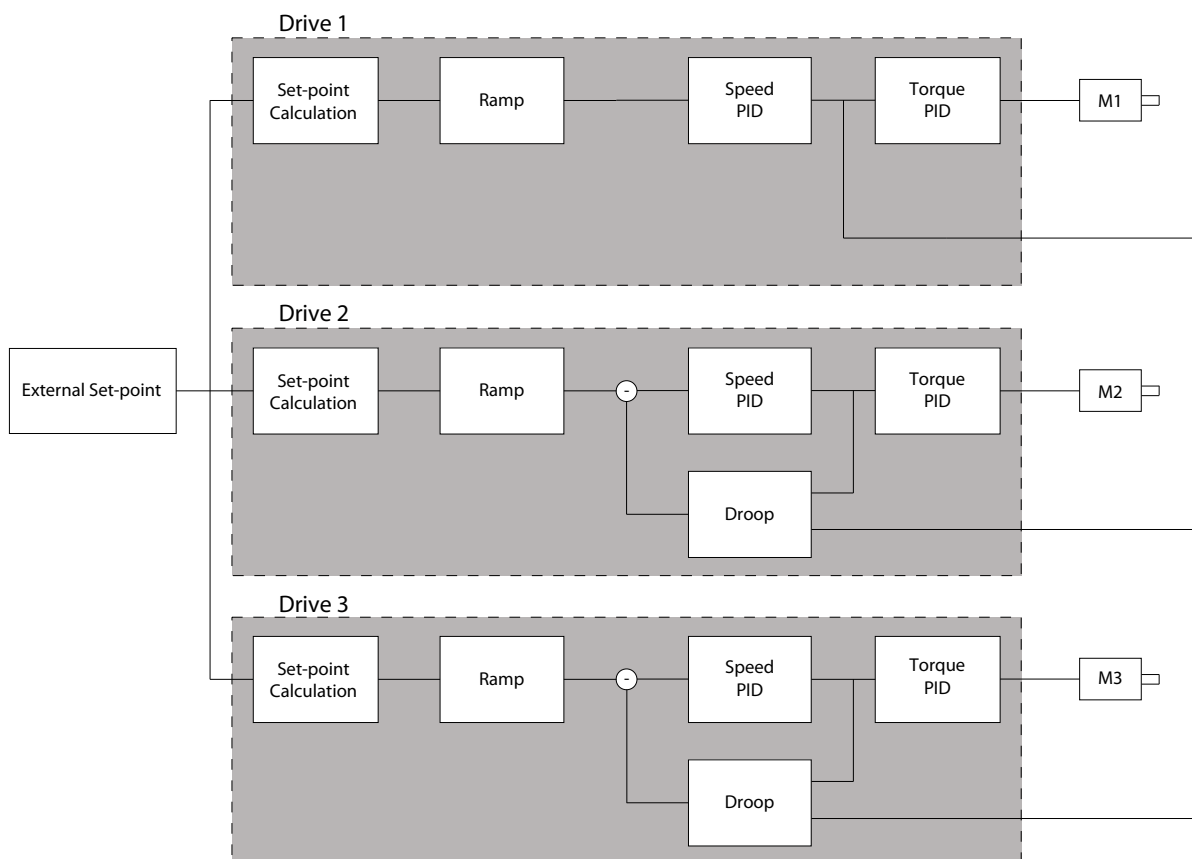 Drive 1
Set-point
Calculation
Ramp
Speed
PID
Torque
PID
M1
Drive 2
External Set-point
Set-point
Calculation
Ramp
-
Speed
PID
Torque
PID
M2
Droop
Drive 3
Set-point
Calculation
Ramp
-
Speed
PID
Torque
PID
M3
Droop